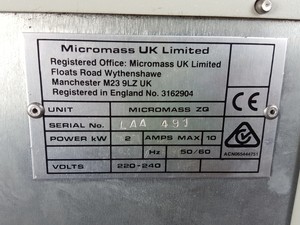 Micromass UK Limited
Registered Office: Micromass UK Limited
Floats Road Wythenshawe
Manchester M23 9LZ UK
Registered in England No. 3162904
UNIT MICROMASS ZQ
SERIAL No. LAA 491
POWER kW 2 AMPS MAX 10
Hz 50/60
VOLTS 220-240
CE